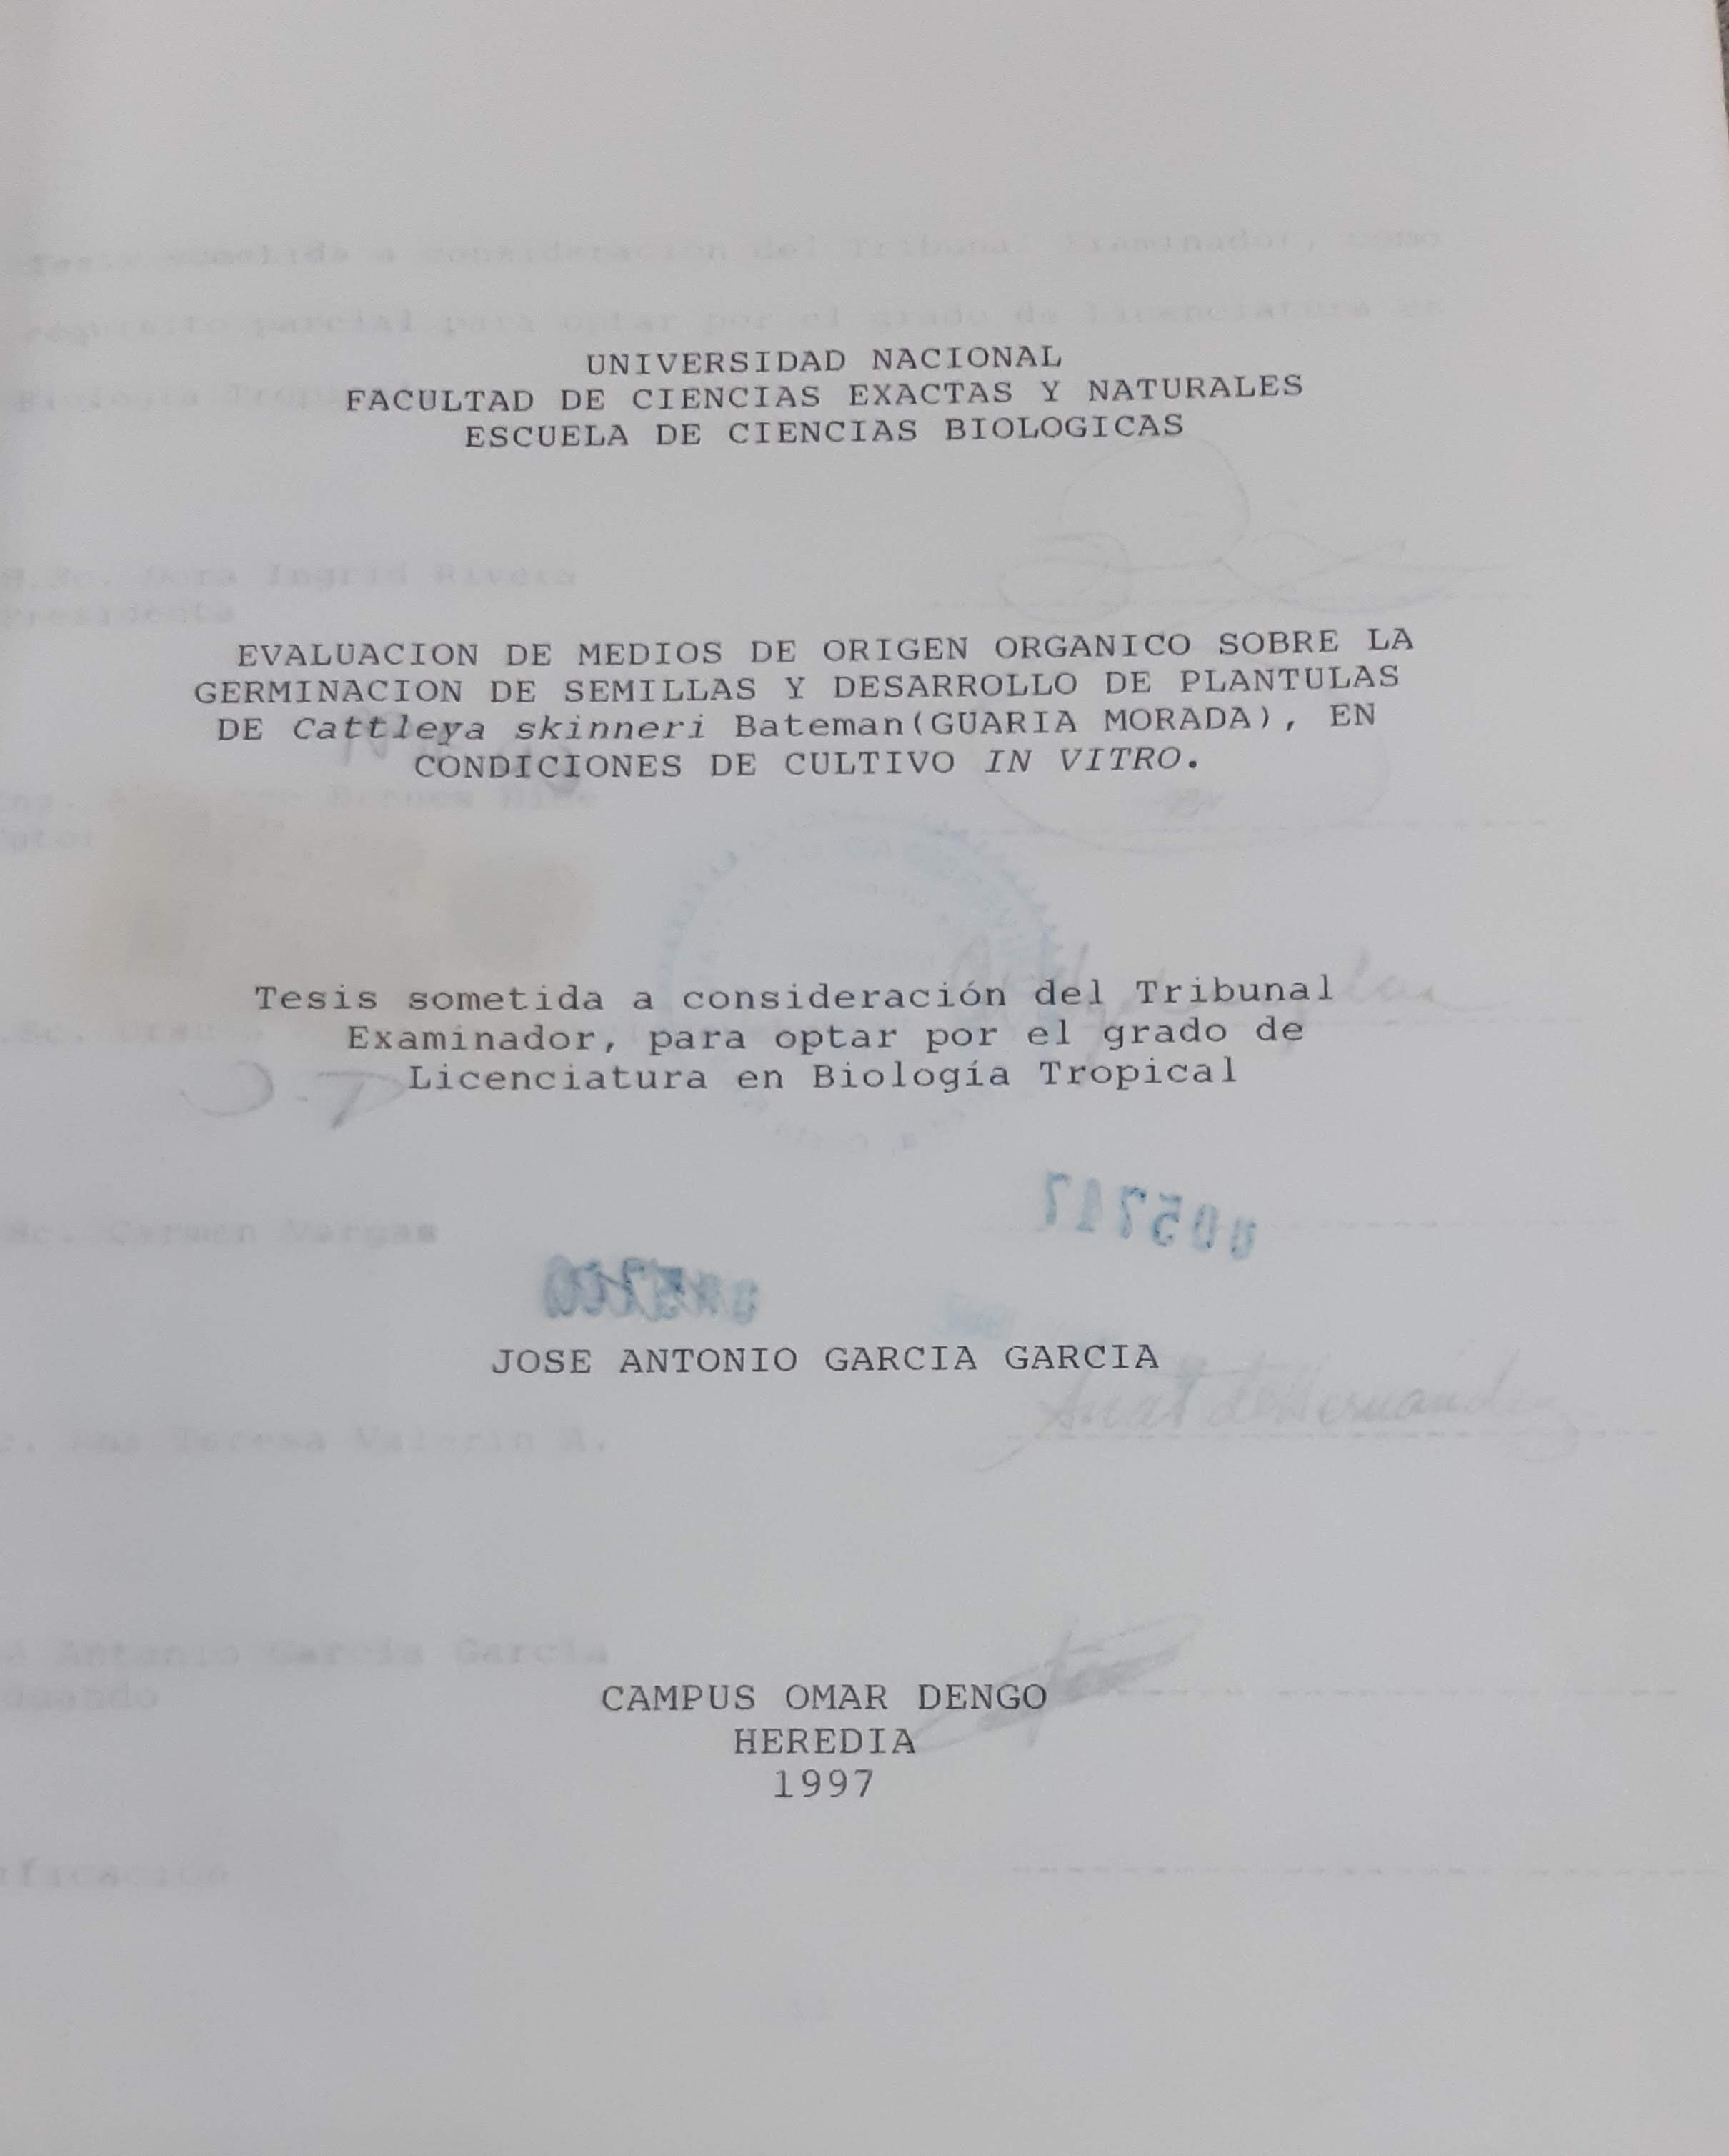 UNIVERSIDAD NACIONAL
FACULTAD DE CIENCIAS EXACTAS Y NATURALES
ESCUELA DE CIENCIAS BIOLOGICAS
EVALUACION DE MEDIOS DE ORIGEN ORGANICO SOBRE LA
GERMINACION DE SEMILLAS Y DESARROLLO DE PLANTULAS
DE Cattleya skinneri Bateman(GUARIA MORADA), EN
CONDICIONES DE CULTIVO IN VITRO.
Tesis sometida a consideración del Tribunal
Examinador, para optar por el grado de
Licenciatura en Biología Tropical
JOSE ANTONIO GARCIA GARCIA
CAMPUS OMAR DENGO
HEREDIA
1997